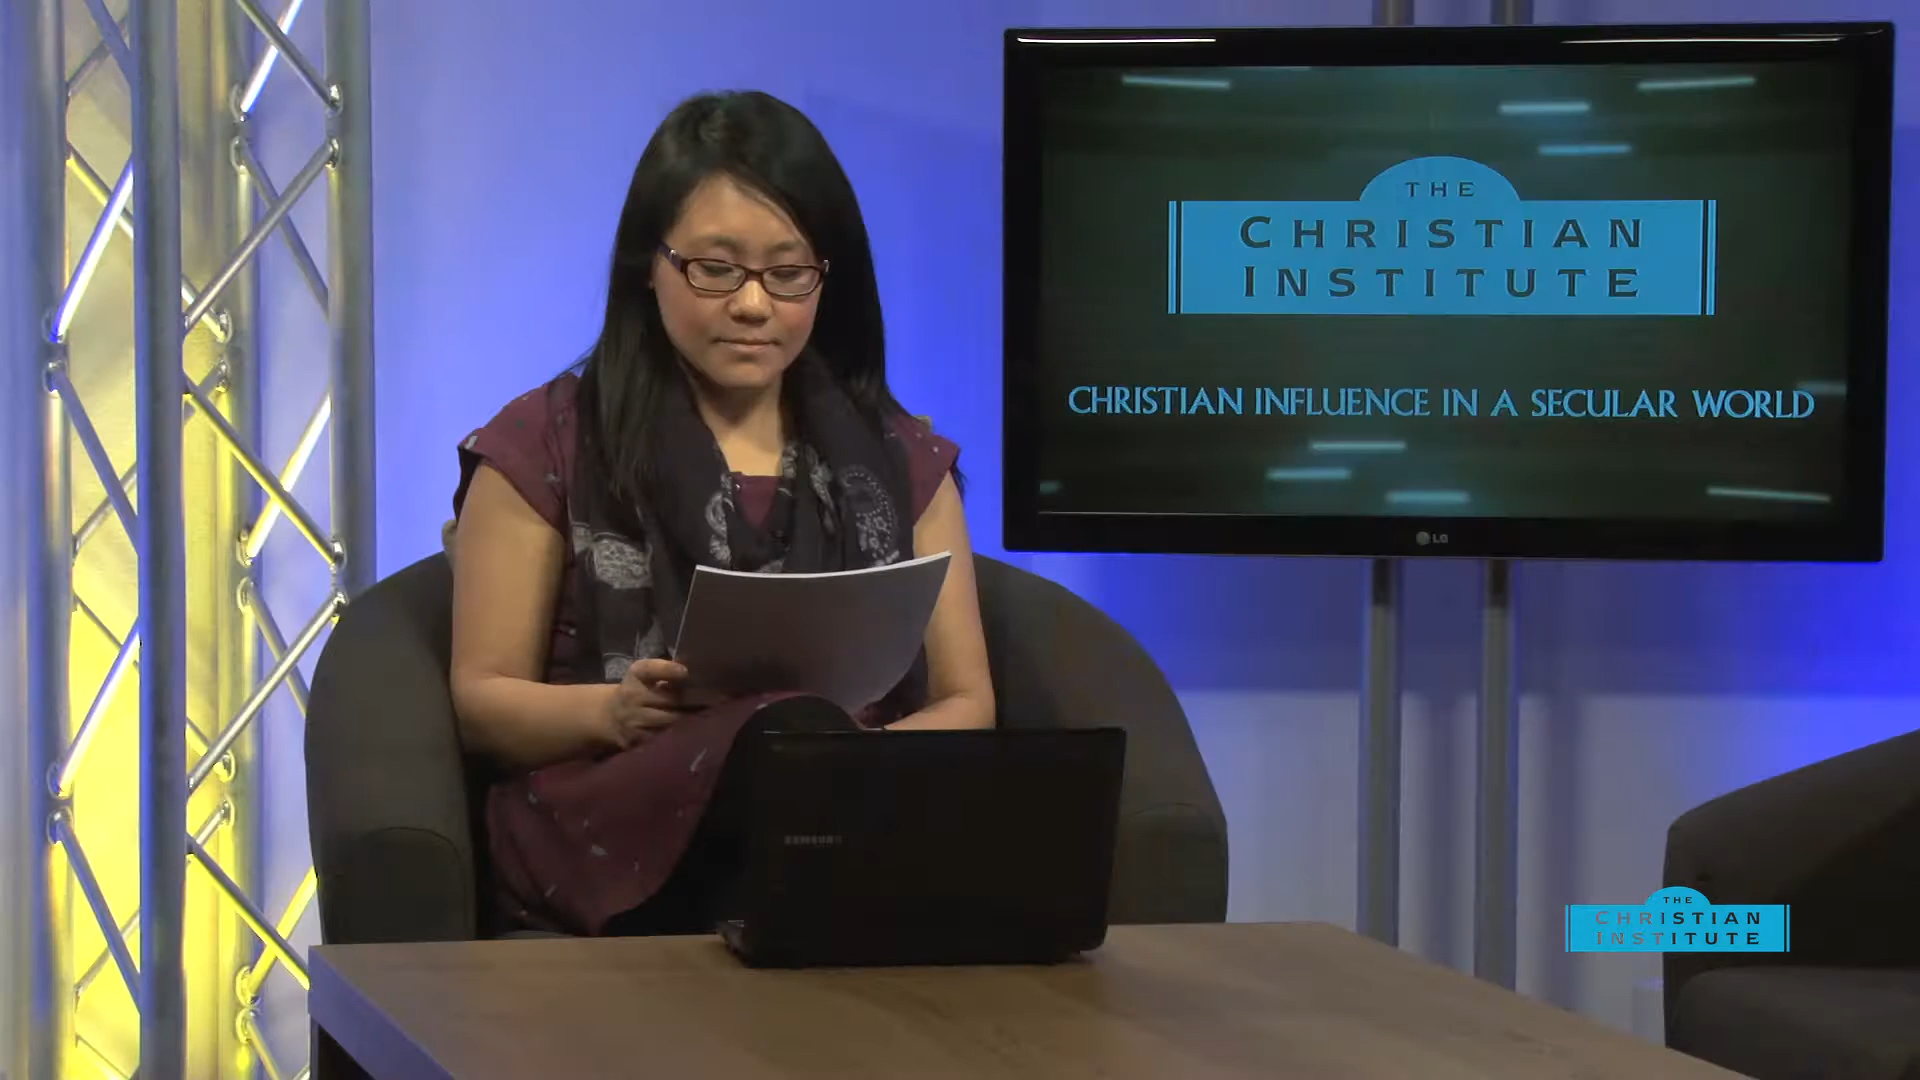 THE
CHRISTIAN
INSTITUTE
CHRISTIAN INFLUENCE IN A SECULAR WORLD
LG
SAMSUNG
THE
CHRISTIAN
INSTITUTE